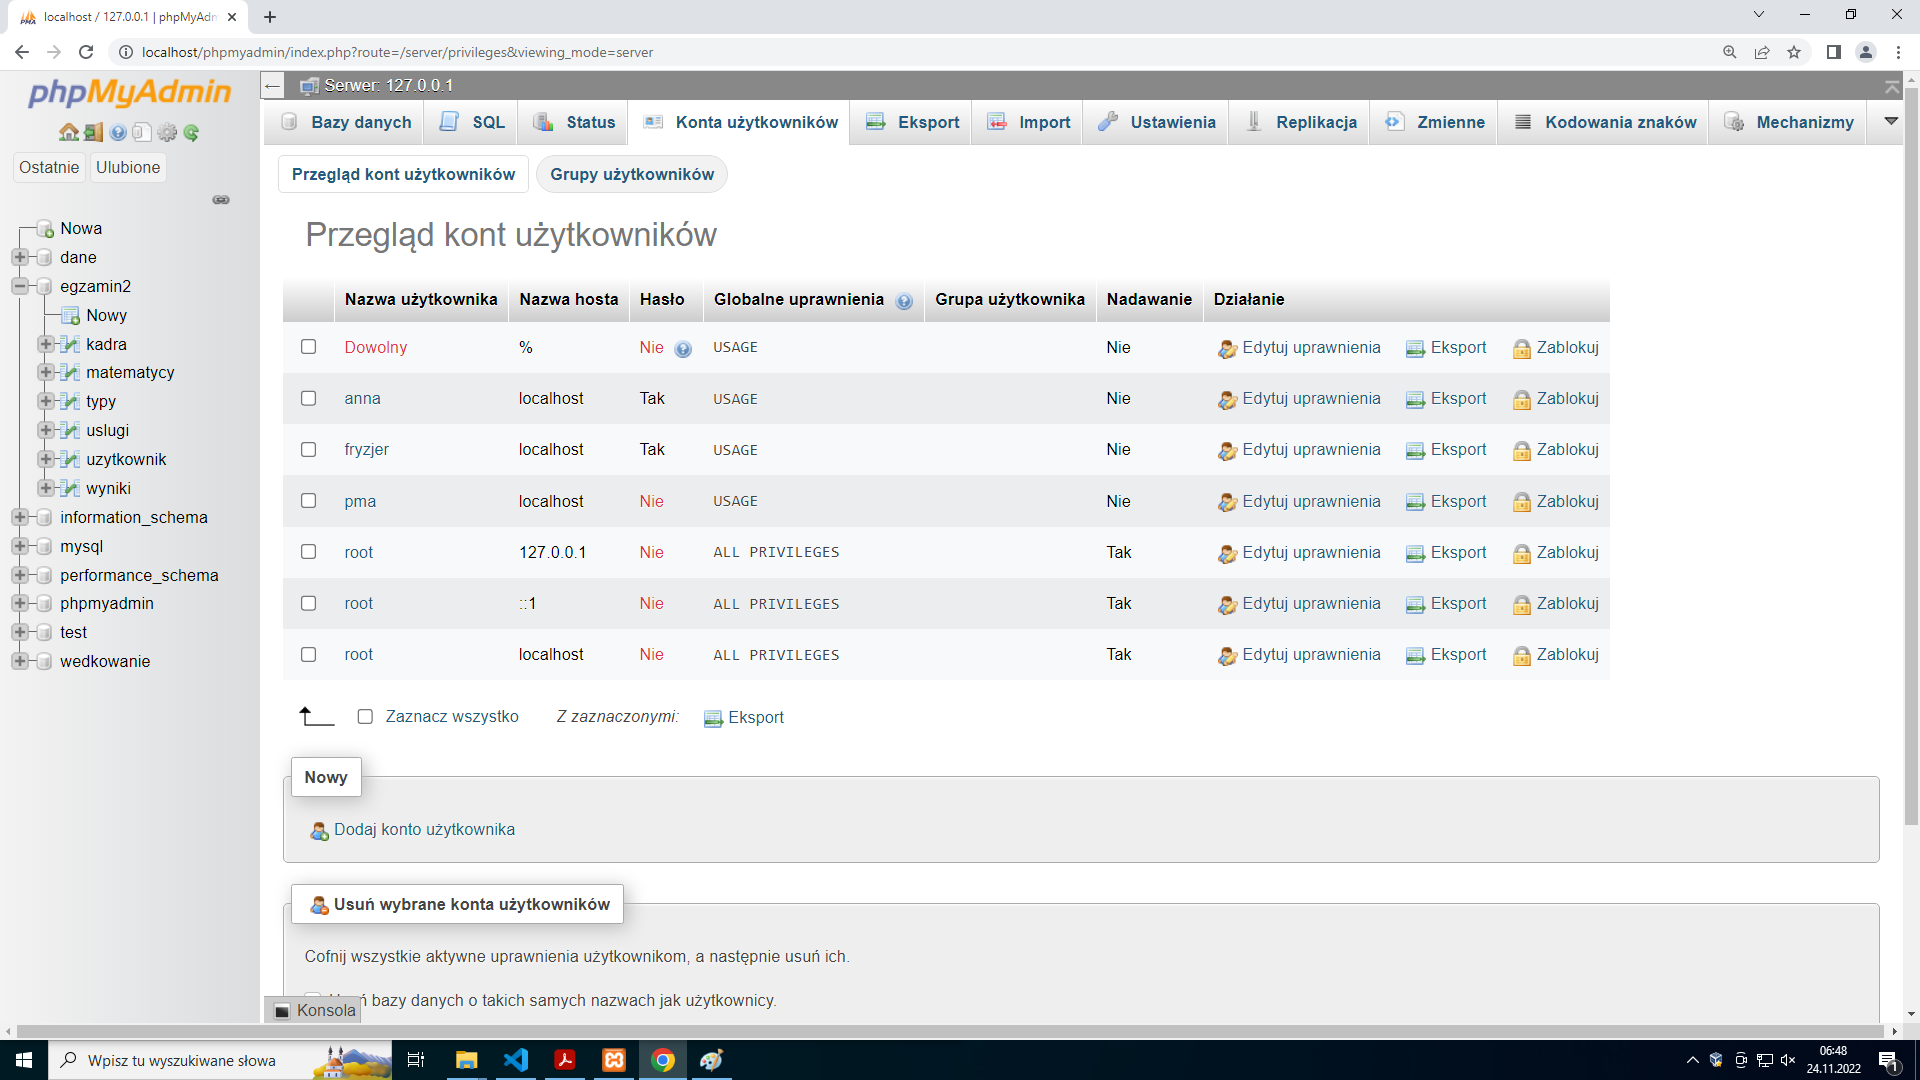 localhost / 127.0.0.1 | phpMyAdm
localhost/phpmyadmin/index.php?route=/server/privileges&viewing_mode=server
phpMyAdmin
Ostatnie Ulubione
Nowa
dane
egzamin2
Nowy
kadra
matematycy
typy
uslugi
uzytkownik
wyniki
information_schema
mysql
performance_schema
phpmyadmin
test
wedkowanie
Serwer: 127.0.0.1
Bazy danych SQL Status Konta użytkowników Eksport Import Ustawienia Replikacja Zmienne Kodowania znaków Mechanizmy
Przegląd kont użytkowników Grupy użytkowników
Przegląd kont użytkowników
Nazwa użytkownika Nazwa hosta Hasło Globalne uprawnienia Grupa użytkownika Nadawanie Działanie
Dowolny % Nie USAGE Nie Edytuj uprawnienia Eksport Zablokuj
anna localhost Tak USAGE Nie Edytuj uprawnienia Eksport Zablokuj
fryzjer localhost Tak USAGE Nie Edytuj uprawnienia Eksport Zablokuj
pma localhost Nie USAGE Nie Edytuj uprawnienia Eksport Zablokuj
root 127.0.0.1 Nie ALL PRIVILEGES Tak Edytuj uprawnienia Eksport Zablokuj
root ::1 Nie ALL PRIVILEGES Tak Edytuj uprawnienia Eksport Zablokuj
root localhost Nie ALL PRIVILEGES Tak Edytuj uprawnienia Eksport Zablokuj
Zaznacz wszystko Z zaznaczonymi: Eksport
Nowy
Dodaj konto użytkownika
Usuń wybrane konta użytkowników
Cofnij wszystkie aktywne uprawnienia użytkownikom, a następnie usuń ich.
bazy danych o takich samych nazwach jak użytkownicy.
Konsola
Wpisz tu wyszukiwane słowa
06:48
24.11.2022
1